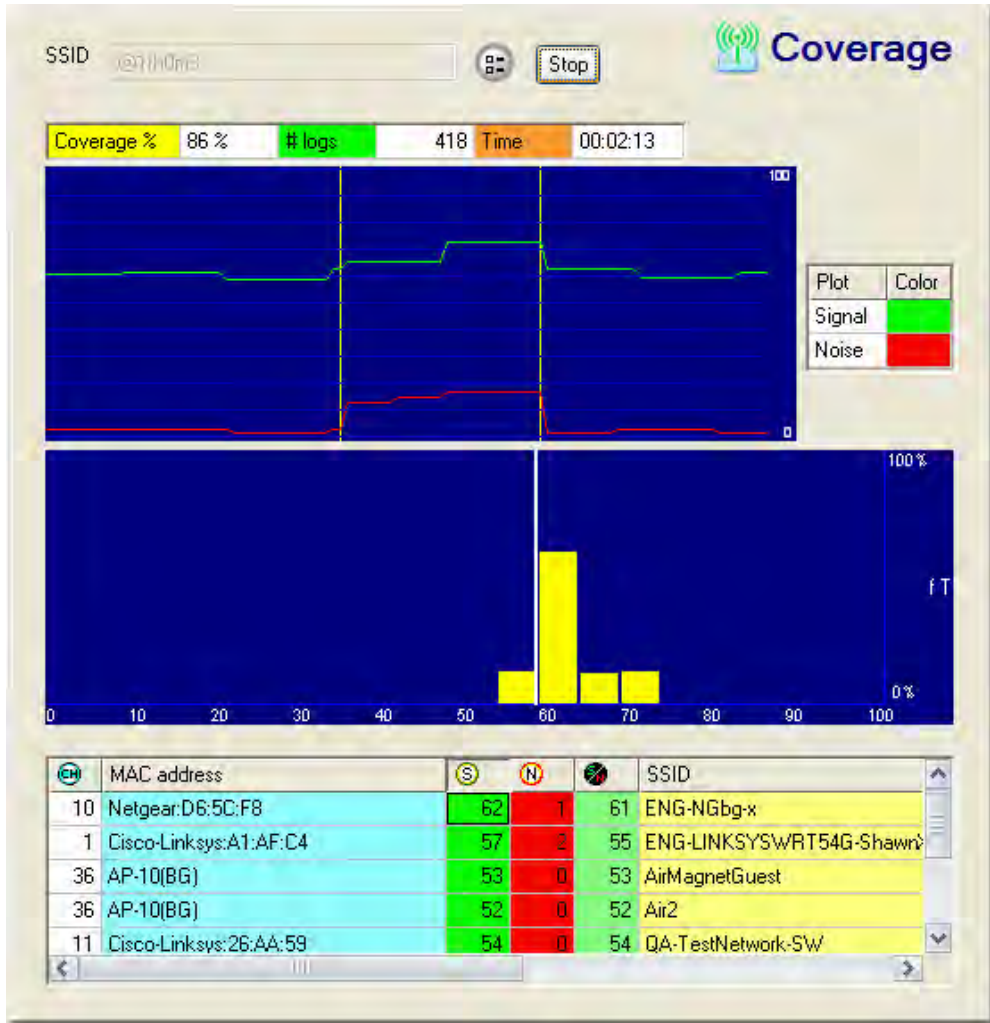 SSID
Stop
Coverage
Coverage % 86 % # logs 418 Time 00:02:13
100
0
Plot Color
Signal
Noise
100 %
f T
0 %
0 10 20 30 40 50 60 70 80 90 100
CH MAC address S N S/N SSID
10 Netgear:D6:5C:F8 62 1 61 ENG-NGbg-x
1 Cisco-Linksys:A1:AF:C4 57 2 55 ENG-LINKSYSWRT54G-Shawn
36 AP-10(BG) 53 0 53 AirMagnetGuest
36 AP-10(BG) 52 0 52 Air2
11 Cisco-Linksys:26:AA:59 54 0 54 QA-TestNetwork-SW